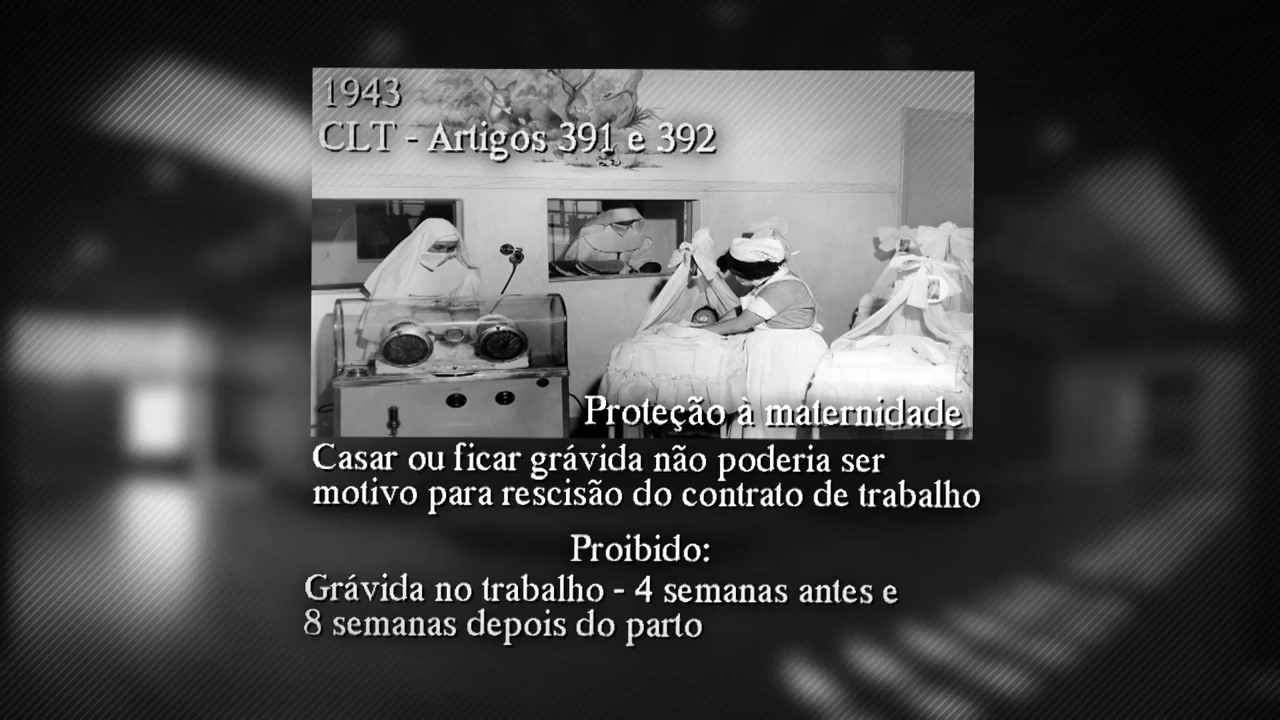 1943
CLT - Artigos 391 e 392
Proteção à maternidade
Casar ou ficar grávida não poderia ser
motivo para rescisão do contrato de trabalho
Proibido:
Grávida no trabalho - 4 semanas antes e
8 semanas depois do parto